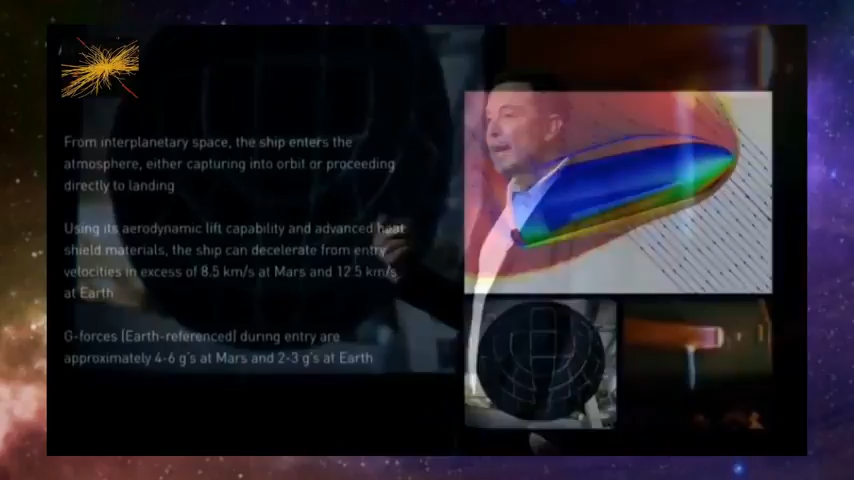 From interplanetary space, the ship enters the
atmosphere, either capturing into orbit or proceeding
directly to landing
Using its aerodynamic lift capability and advanced heat
shield materials, the ship can decelerate from entry
velocities in excess of 8.5 km/s at Mars and 12.5 km/s
at Earth
G-forces (Earth-referenced) during entry are
approximately 4-6 g's at Mars and 2-3 g's at Earth